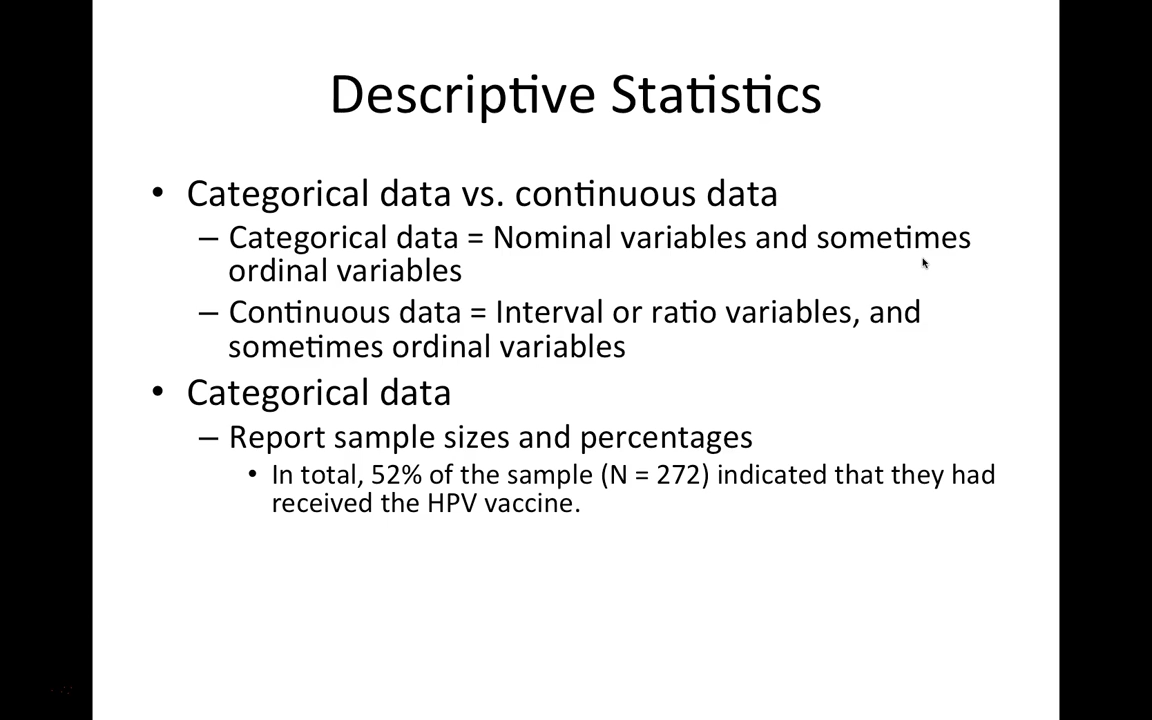 Descriptive Statistics
• Categorical data vs. continuous data
– Categorical data = Nominal variables and sometimes
ordinal variables
– Continuous data = Interval or ratio variables, and
sometimes ordinal variables
• Categorical data
– Report sample sizes and percentages
• In total, 52% of the sample (N = 272) indicated that they had
received the HPV vaccine.